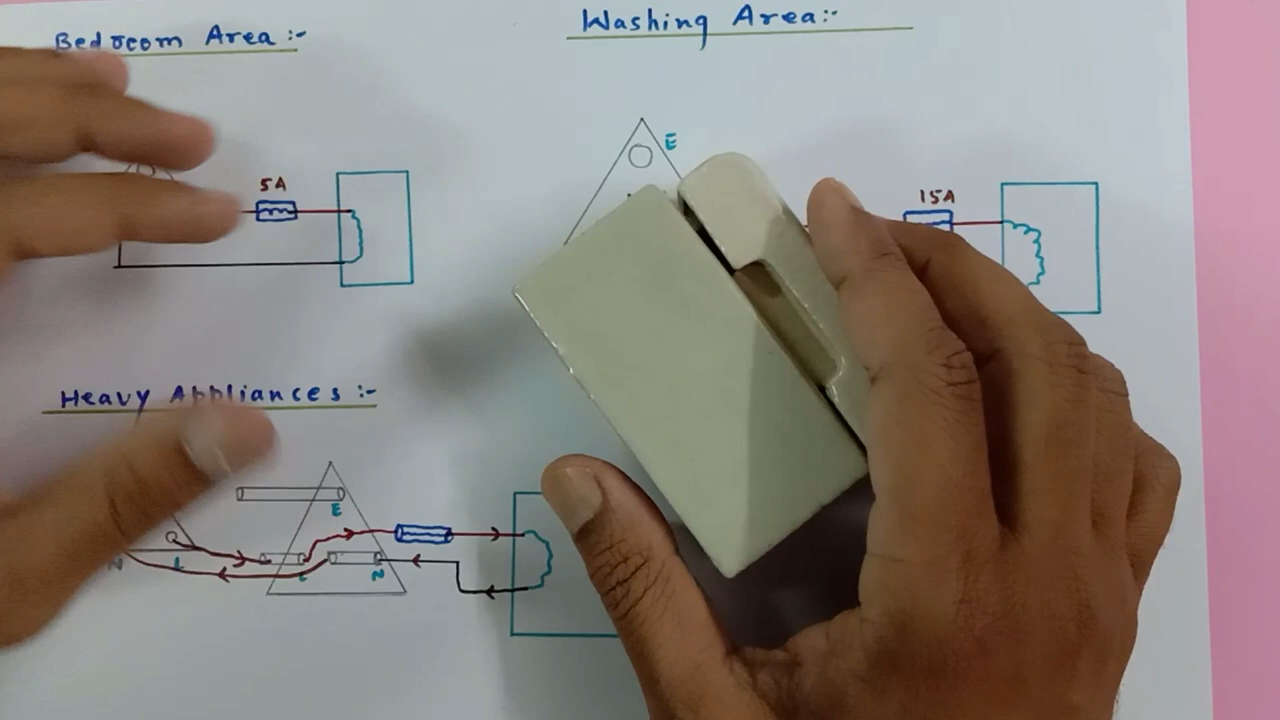 Bedroom Area :-
Washing Area:-
E
5A
15A
Heavy Appliances :-
E
N
L
L
N